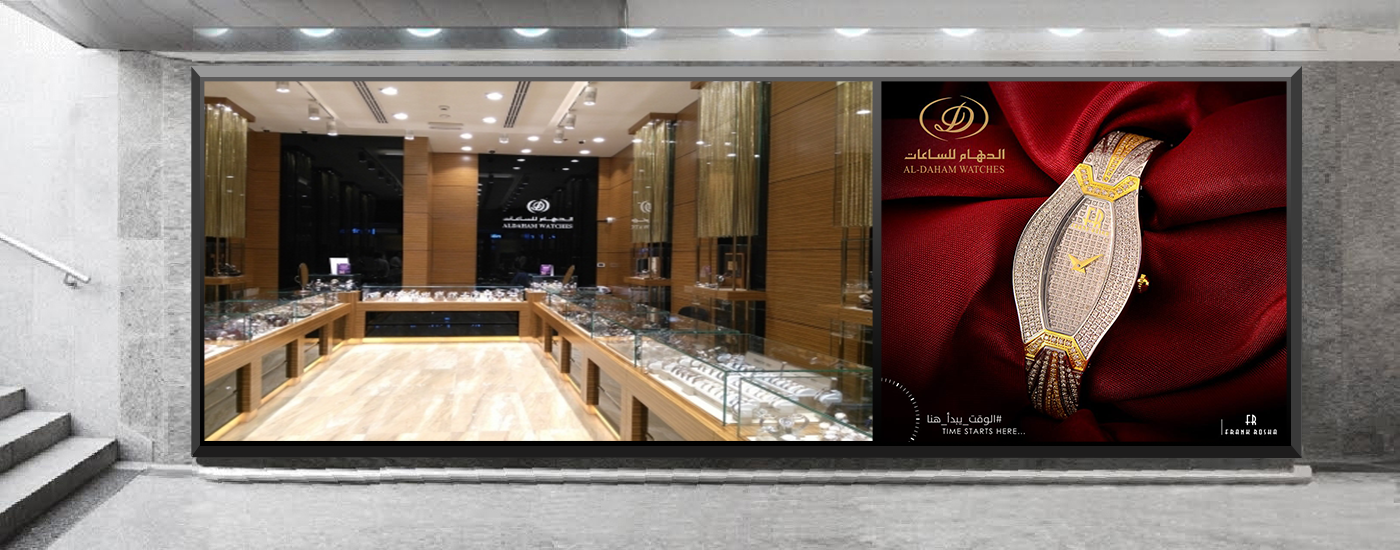 الدهام للساعات
ALDAHAM WATCHES
الدهام للساعات
AL-DAHAM WATCHES
#الوقت_يبدأ_هنا
TIME STARTS HERE...
FR
FRANK ROSHA